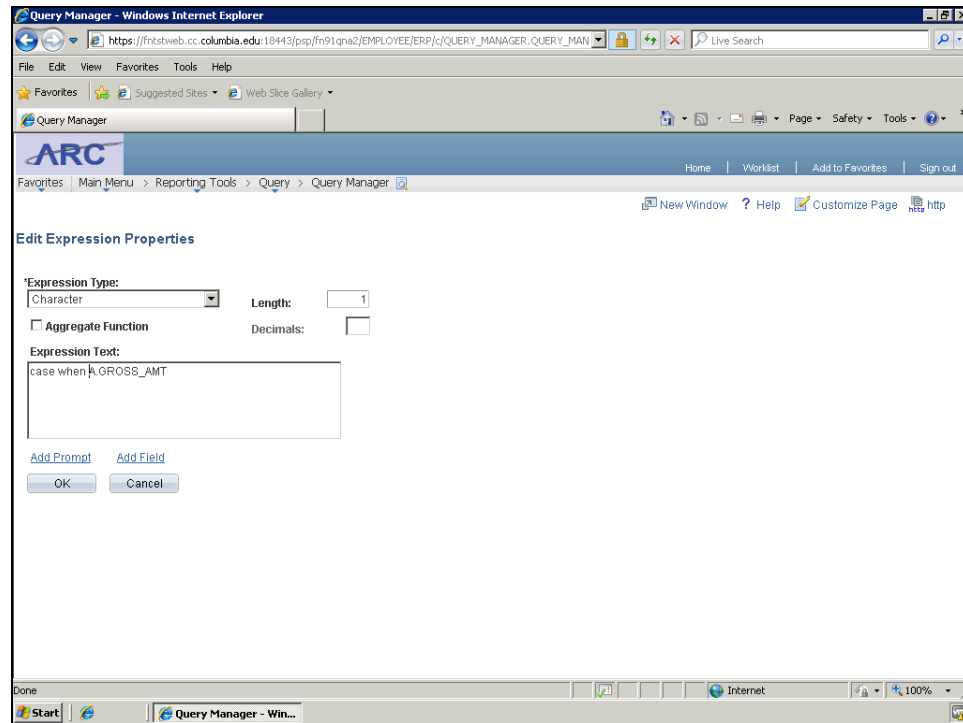 Query Manager - Windows Internet Explorer
https://fntstweb.cc.columbia.edu:18443/psp/fn91qna2/EMPLOYEE/ERP/c/QUERY_MANAGER.QUERY_MAN
Live Search
File Edit View Favorites Tools Help
Favorites Suggested Sites Web Slice Gallery
Query Manager
Page Safety Tools
ARC
Home | Worklist | Add to Favorites | Sign out
Favorites Main Menu > Reporting Tools > Query > Query Manager
New Window ? Help Customize Page http
Edit Expression Properties
*Expression Type:
Character
Length: 1
Aggregate Function
Decimals:
Expression Text:
case when A.GROSS_AMT
Add Prompt Add Field
OK Cancel
Done
Internet
100%
Start
Query Manager - Win...